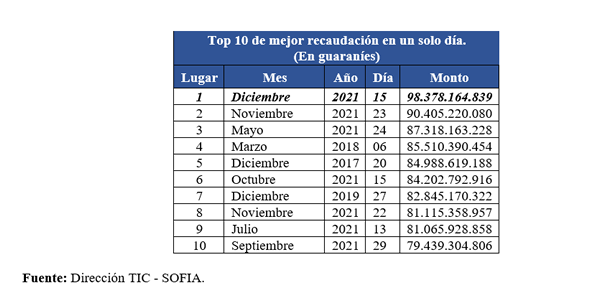 Top 10 de mejor recaudación en un solo día.
(En guaraníes)
Lugar Mes Año Día Monto
1 Diciembre 2021 15 98.378.164.839
2 Noviembre 2021 23 90.405.220.080
3 Mayo 2021 24 87.318.163.228
4 Marzo 2018 06 85.510.390.454
5 Diciembre 2017 20 84.988.619.188
6 Octubre 2021 15 84.202.792.916
7 Diciembre 2019 27 82.845.170.322
8 Noviembre 2021 22 81.115.358.957
9 Julio 2021 13 81.065.928.858
10 Septiembre 2021 29 79.439.304.806
Fuente: Dirección TIC - SOFIA.